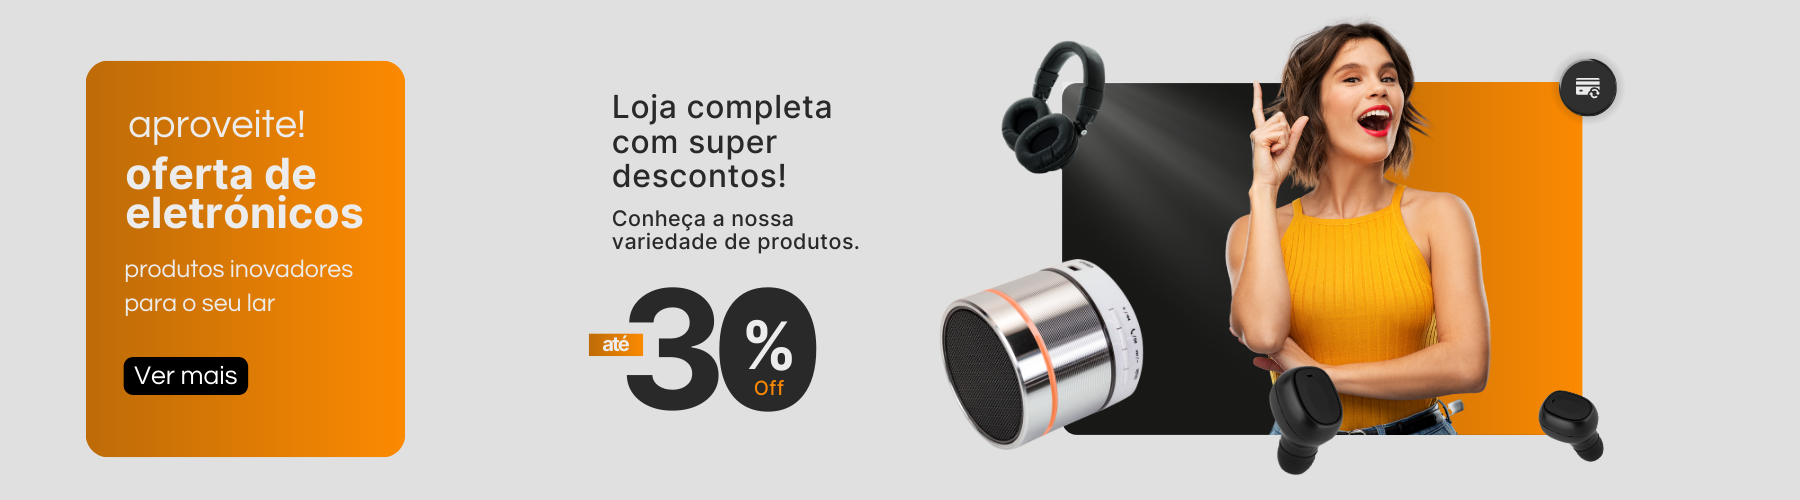 aproveite!
oferta de
eletrónicos
produtos inovadores
para o seu lar
Ver mais
Loja completa
com super
descontos!
Conheça a nossa
variedade de produtos.
até
30
%
Off